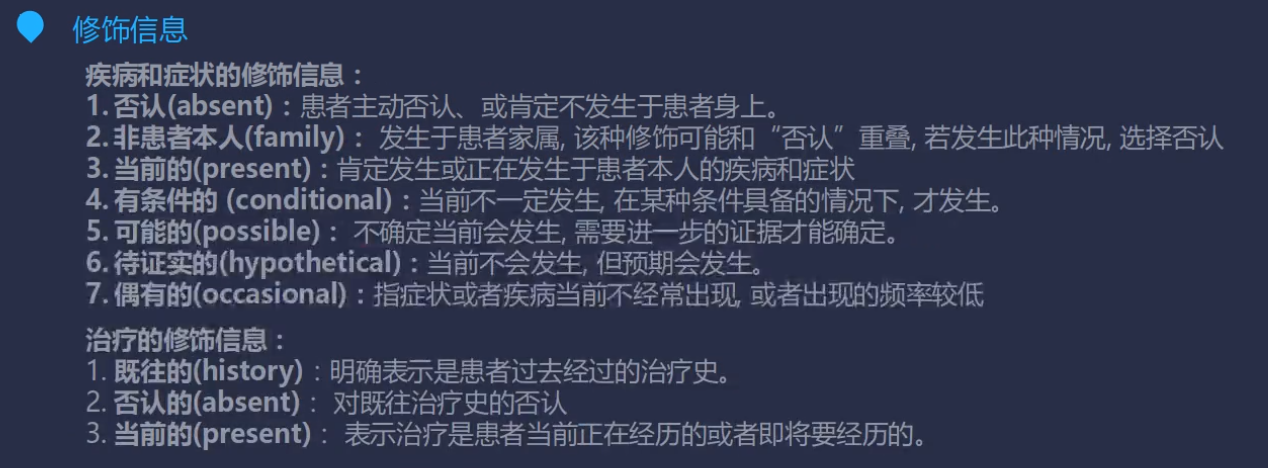 修饰信息
疾病和症状的修饰信息：
1. 否认(absent)：患者主动否认、或肯定不发生于患者身上。
2. 非患者本人(family)： 发生于患者家属, 该种修饰可能和“否认”重叠, 若发生此种情况, 选择否认
3. 当前的(present)：肯定发生或正在发生于患者本人的疾病和症状
4. 有条件的 (conditional)：当前不一定发生, 在某种条件具备的情况下, 才发生。
5. 可能的(possible)： 不确定当前会发生, 需要进一步的证据才能确定。
6. 待证实的(hypothetical)：当前不会发生, 但预期会发生。
7. 偶有的(occasional)：指症状或者疾病当前不经常出现, 或者出现的频率较低
治疗的修饰信息：
1. 既往的(history)：明确表示是患者过去经过的治疗史。
2. 否认的(absent)： 对既往治疗史的否认
3. 当前的(present)： 表示治疗是患者当前正在经历的或者即将要经历的。